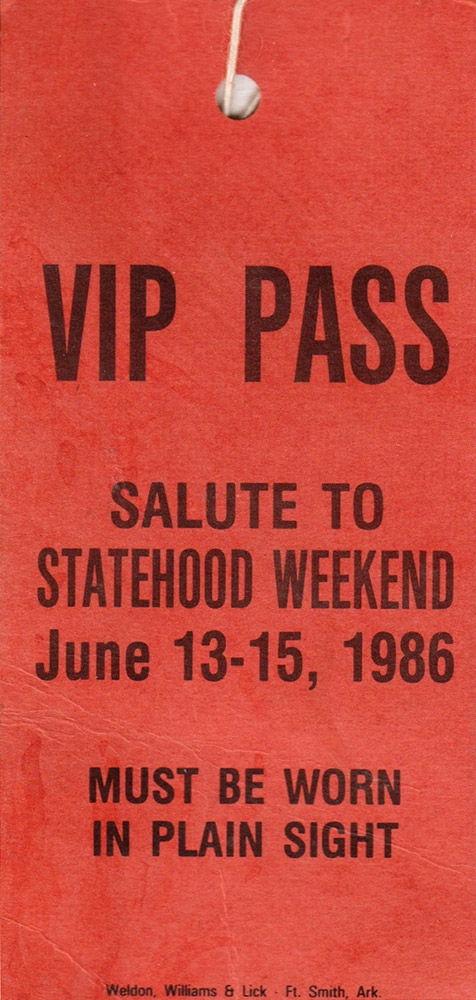 VIP PASS
SALUTE TO
STATEHOOD WEEKEND
June 13-15, 1986
MUST BE WORN
IN PLAIN SIGHT
Weldon, Williams & Lick · Ft. Smith, Ark.